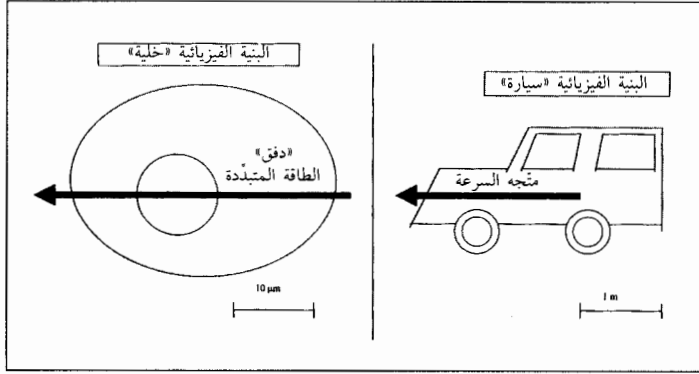 البنية الفيزيائية «سيارة»
متّجه السرعة
1 m
البنية الفيزيائية «خلية»
«دفق»
الطاقة المتبدّدة
10 µm